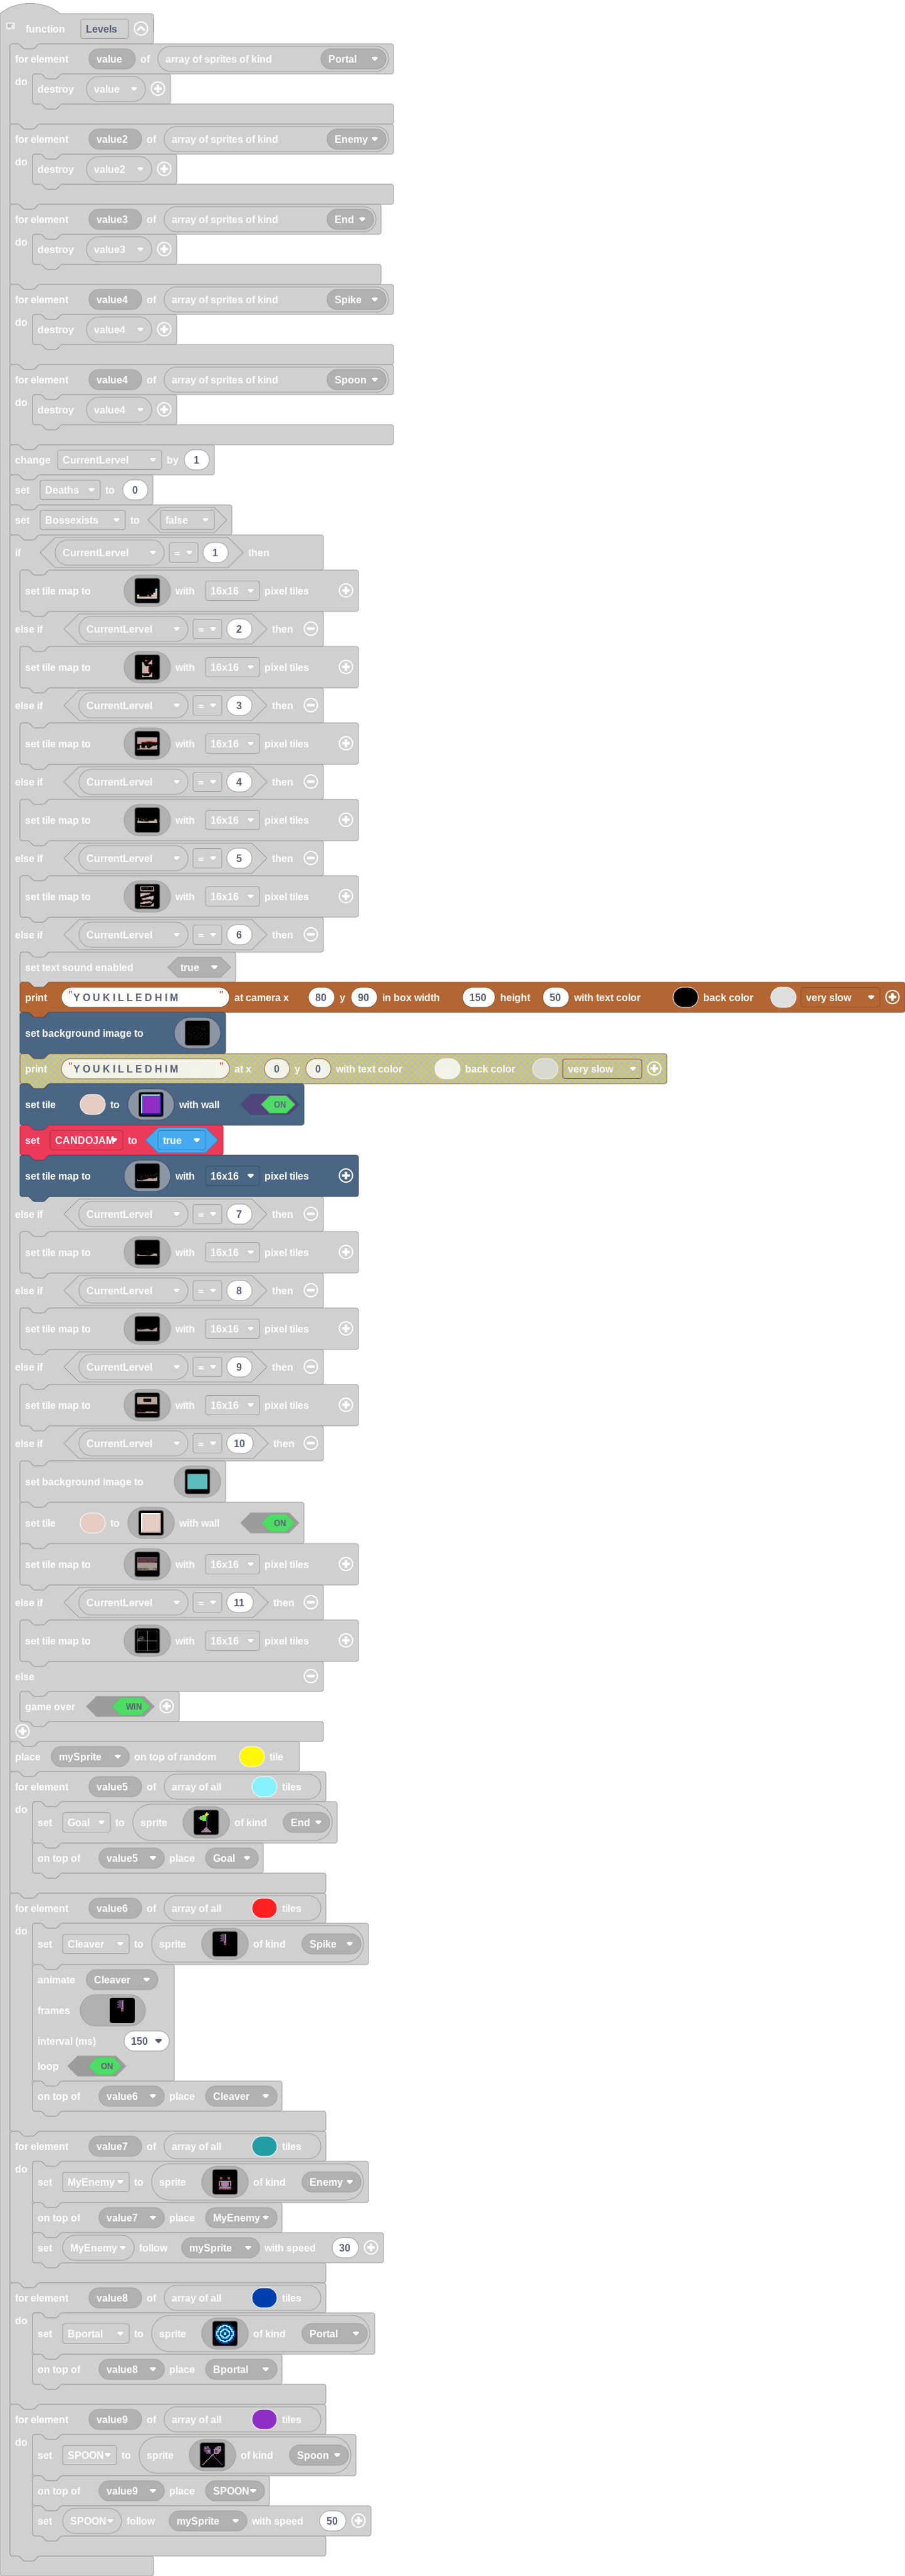 function Levels
for element value of array of sprites of kind Portal
do destroy value
for element value2 of array of sprites of kind Enemy
do destroy value2
for element value3 of array of sprites of kind End
do destroy value3
for element value4 of array of sprites of kind Spike
do destroy value4
for element value4 of array of sprites of kind Spoon
do destroy value4
change CurrentLervel by 1
set Deaths to 0
set Bossexists to false
if CurrentLervel = 1 then
set tile map to with 16x16 pixel tiles
else if CurrentLervel = 2 then
set tile map to with 16x16 pixel tiles
else if CurrentLervel = 3 then
set tile map to with 16x16 pixel tiles
else if CurrentLervel = 4 then
set tile map to with 16x16 pixel tiles
else if CurrentLervel = 5 then
set tile map to with 16x16 pixel tiles
else if CurrentLervel = 6 then
set text sound enabled true
print "Y O U K I L L E D H I M " at camera x 80 y 90 in box width 150 height 50 with text color back color very slow
set background image to
print "Y O U K I L L E D H I M " at x 0 y 0 with text color back color very slow
set tile to with wall ON
set CANDOJAM to true
set tile map to with 16x16 pixel tiles
else if CurrentLervel = 7 then
set tile map to with 16x16 pixel tiles
else if CurrentLervel = 8 then
set tile map to with 16x16 pixel tiles
else if CurrentLervel = 9 then
set tile map to with 16x16 pixel tiles
else if CurrentLervel = 10 then
set background image to
set tile to with wall ON
set tile map to with 16x16 pixel tiles
else if CurrentLervel = 11 then
set tile map to with 16x16 pixel tiles
else
game over WIN
place mySprite on top of random tile
for element value5 of array of all tiles
do set Goal to sprite of kind End
on top of value5 place Goal
for element value6 of array of all tiles
do set Cleaver to sprite of kind Spike
animate Cleaver
frames
interval (ms) 150
loop ON
on top of value6 place Cleaver
for element value7 of array of all tiles
do set MyEnemy to sprite of kind Enemy
on top of value7 place MyEnemy
set MyEnemy follow mySprite with speed 30
for element value8 of array of all tiles
do set Bportal to sprite of kind Portal
on top of value8 place Bportal
for element value9 of array of all tiles
do set SPOON to sprite of kind Spoon
on top of value9 place SPOON
set SPOON follow mySprite with speed 50